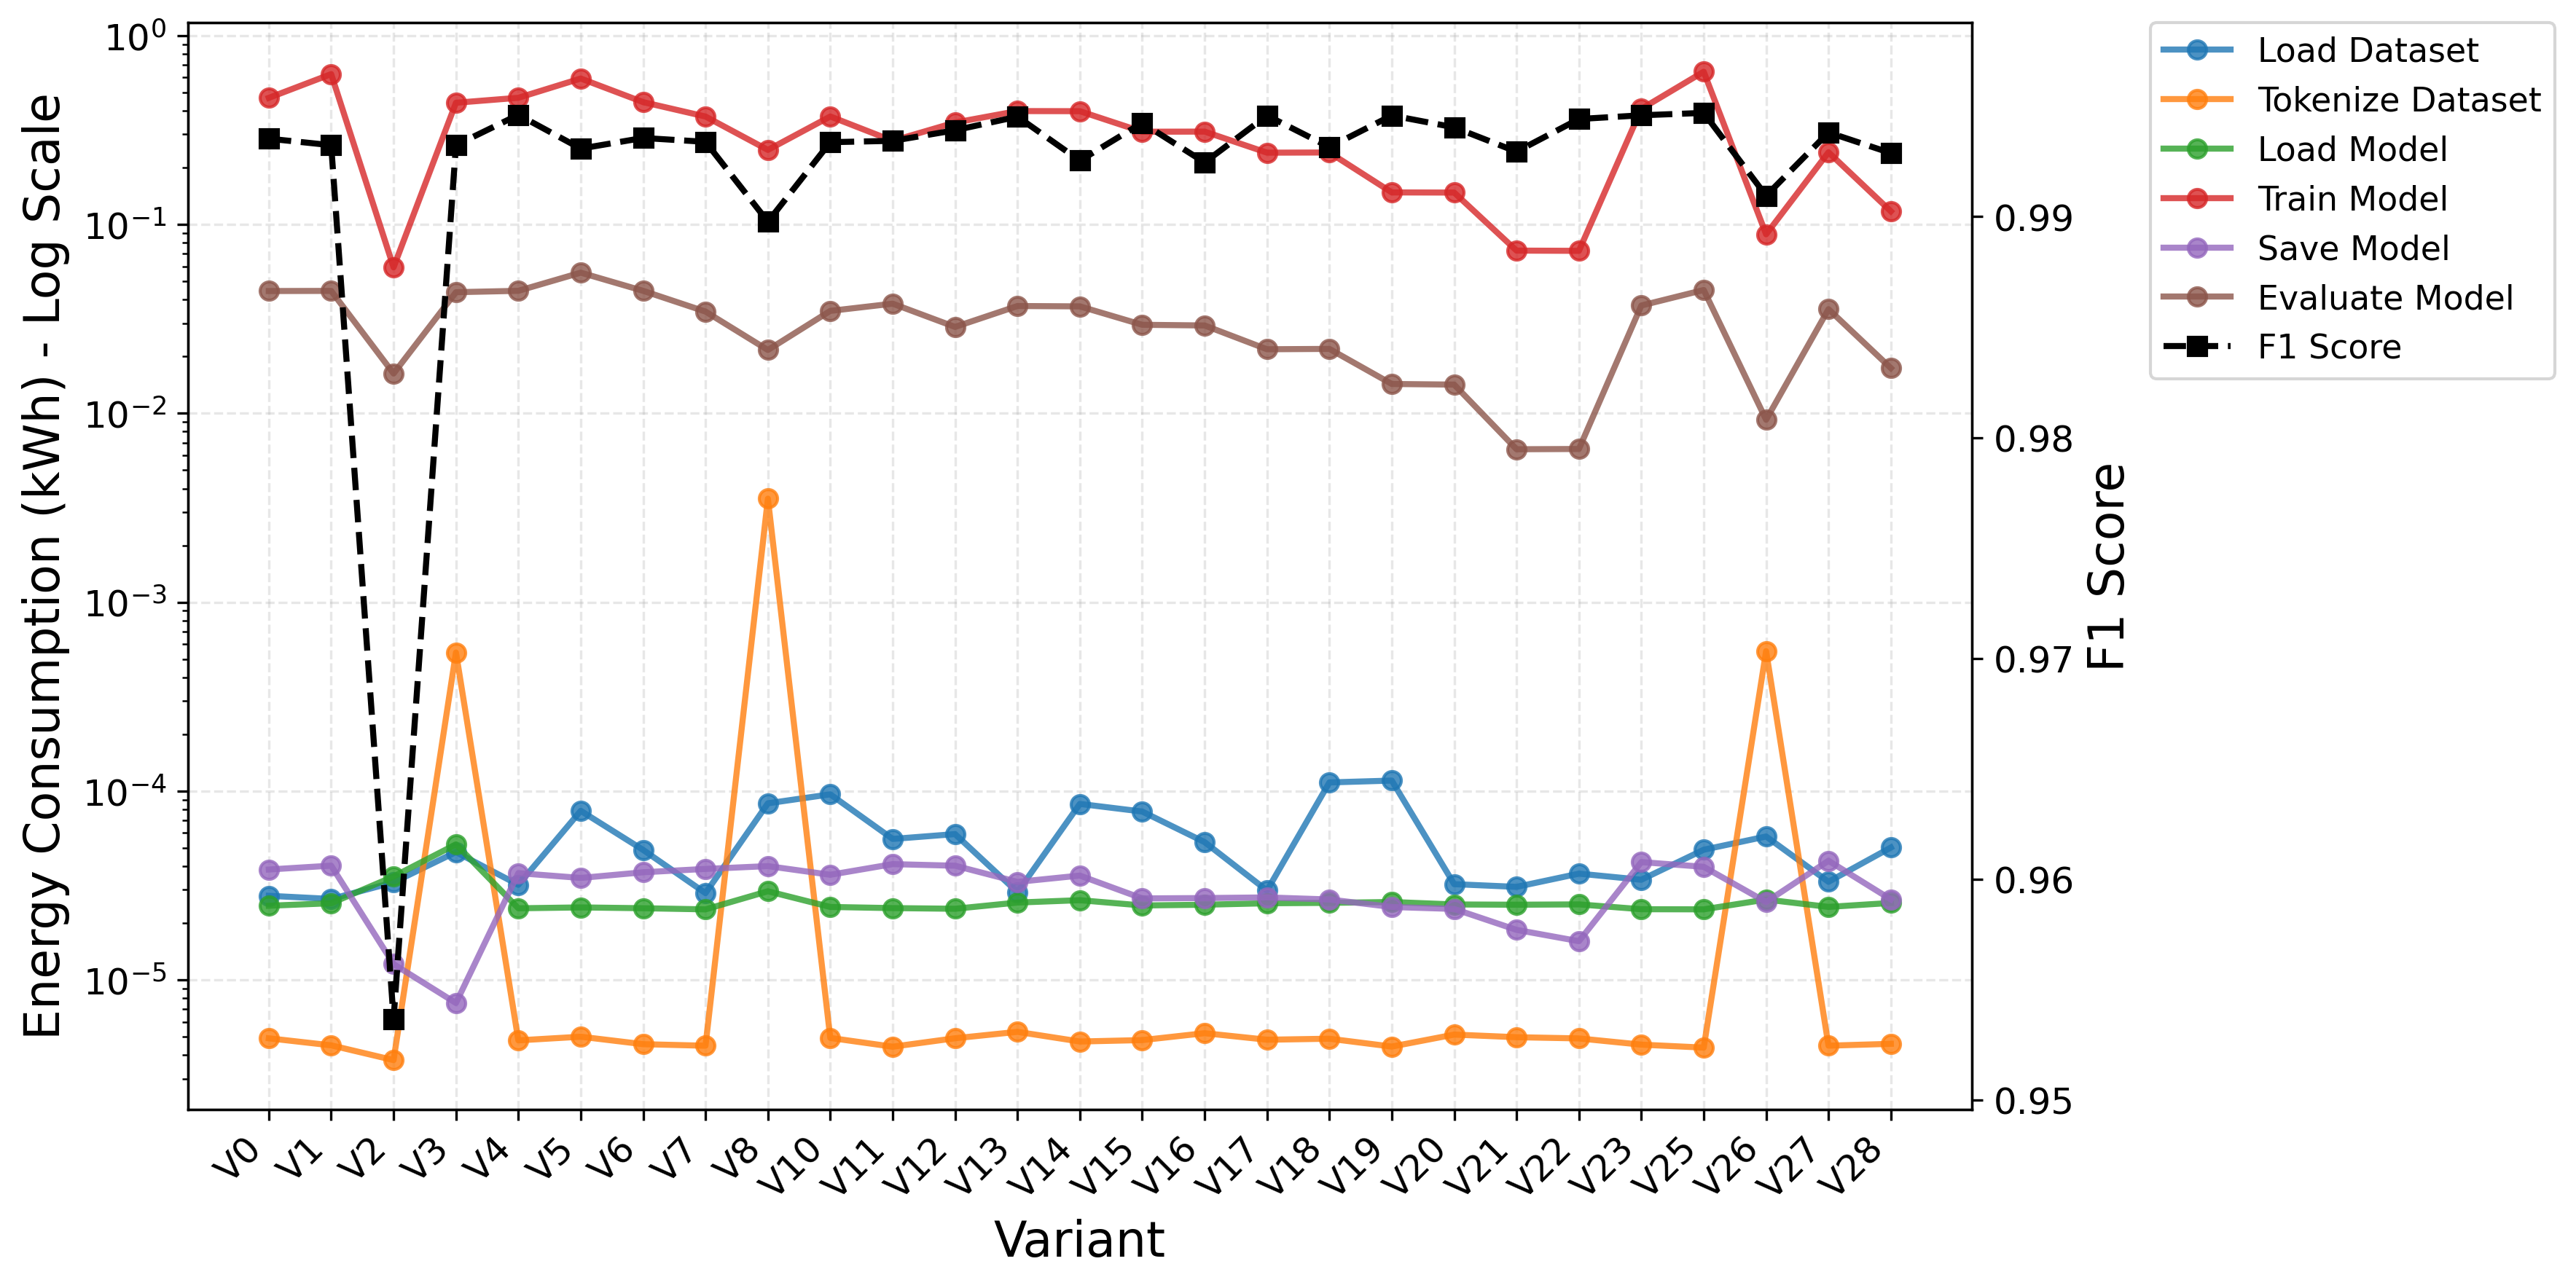 Energy Consumption (kWh) - Log Scale
10⁰
10⁻¹
10⁻²
10⁻³
10⁻⁴
10⁻⁵
V0 V1 V2 V3 V4 V5 V6 V7 V8 V10 V11 V12 V13 V14 V15 V16 V17 V18 V19 V20 V21 V22 V23 V25 V26 V27 V28
Variant
0.99
0.98
0.97
0.96
0.95
F1 Score
Load Dataset
Tokenize Dataset
Load Model
Train Model
Save Model
Evaluate Model
F1 Score